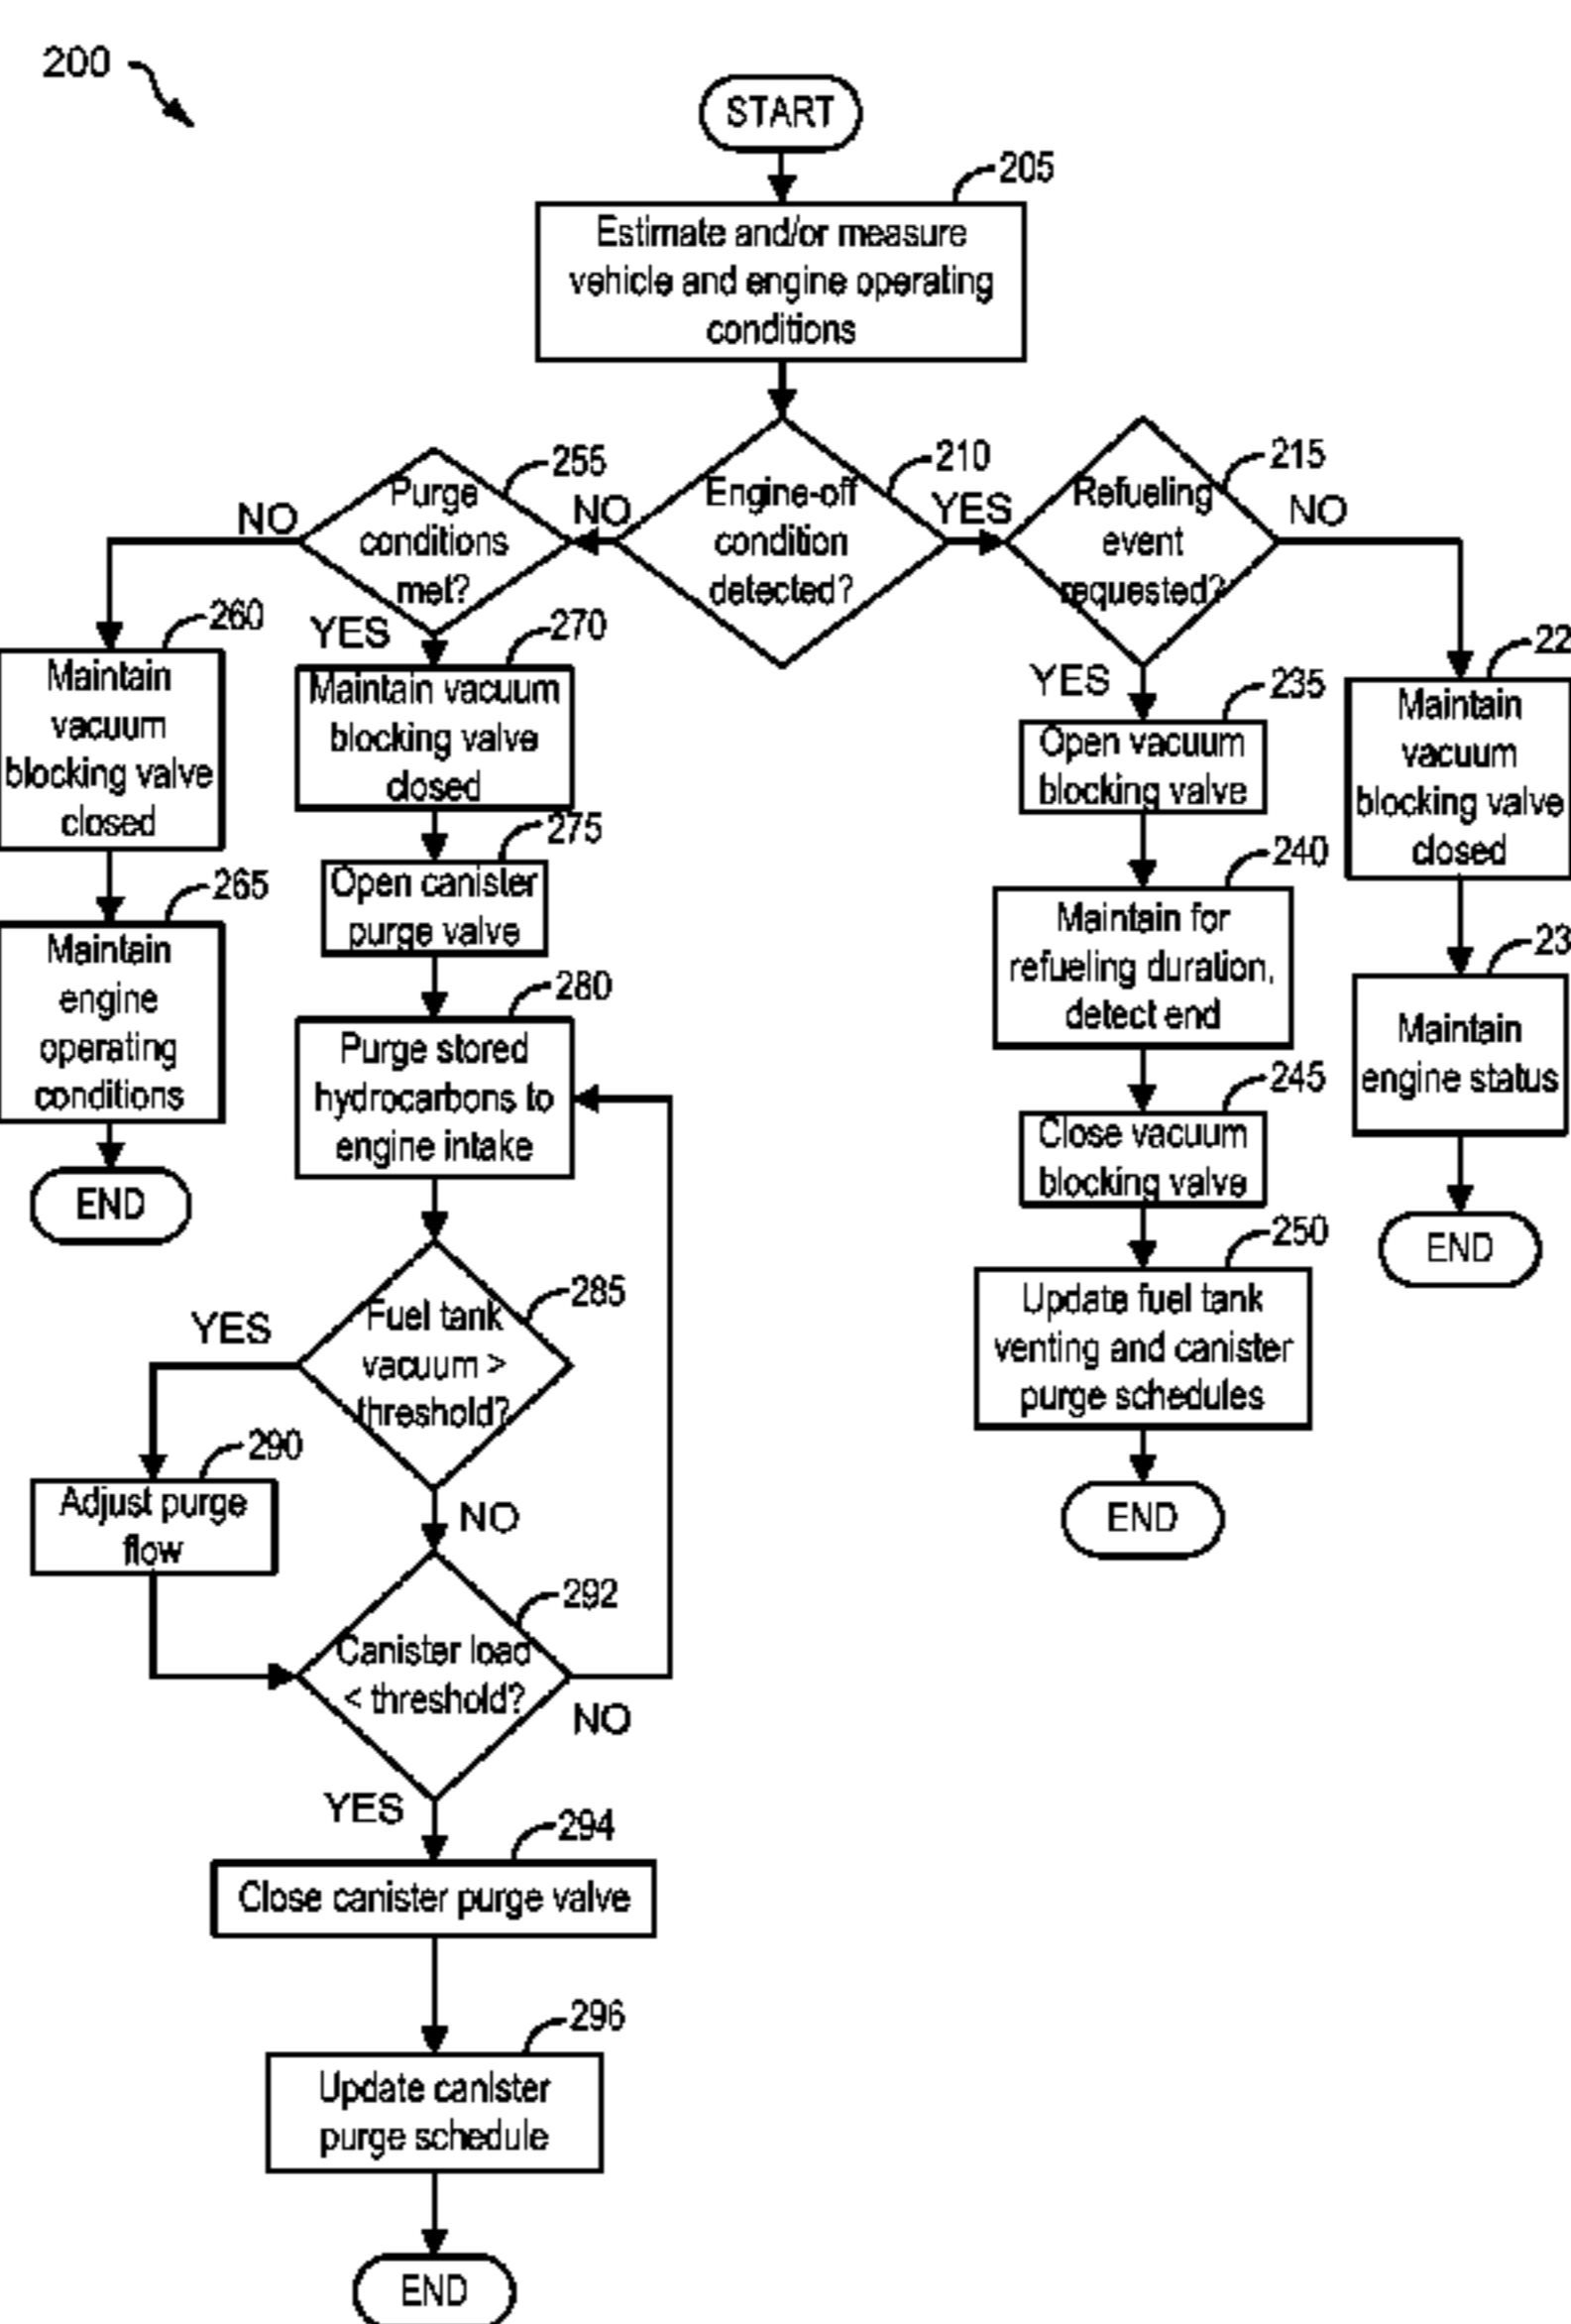 200
START
205
Estimate and/or measure
vehicle and engine operating
conditions
210
Engine-off
condition
detected?
NO
YES
255
Purge
conditions
met?
NO
YES
215
Refueling
event
requested?
NO
YES
260
Maintain
vacuum
blocking valve
closed
265
Maintain
engine
operating
conditions
END
270
Maintain vacuum
blocking valve
closed
275
Open canister
purge valve
280
Purge stored
hydrocarbons to
engine intake
285
Fuel tank
vacuum >
threshold?
YES
NO
290
Adjust purge
flow
292
Canister load
< threshold?
NO
YES
294
Close canister purge valve
296
Update canister
purge schedule
END
235
Open vacuum
blocking valve
240
Maintain for
refueling duration,
detect end
245
Close vacuum
blocking valve
250
Update fuel tank
venting and canister
purge schedules
END
22
Maintain
vacuum
blocking valve
closed
23
Maintain
engine status
END